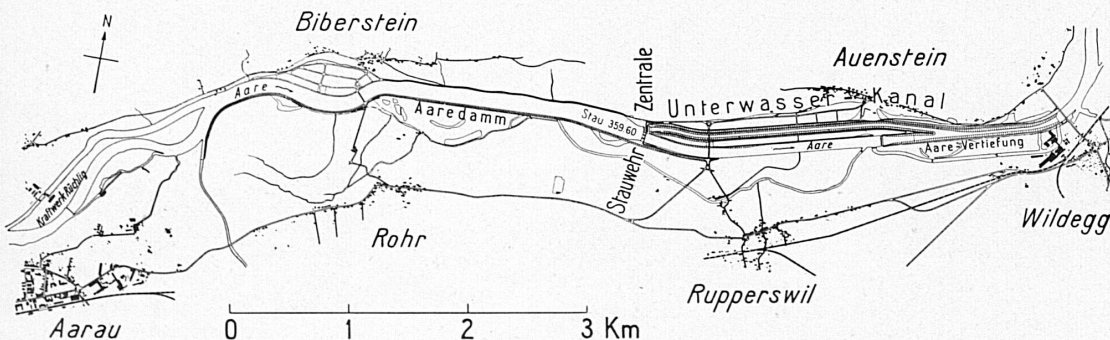 N
Biberstein
Auenstein
Aare
Aaredamm
Stau 359.60
Zentrale
Unterwasser-Kanal
Stauwehr
Aare
Aare-Vertiefung
Kraftwerk Rüchlig
Rohr
Wildegg
Rupperswil
Aarau
0 1 2 3 Km